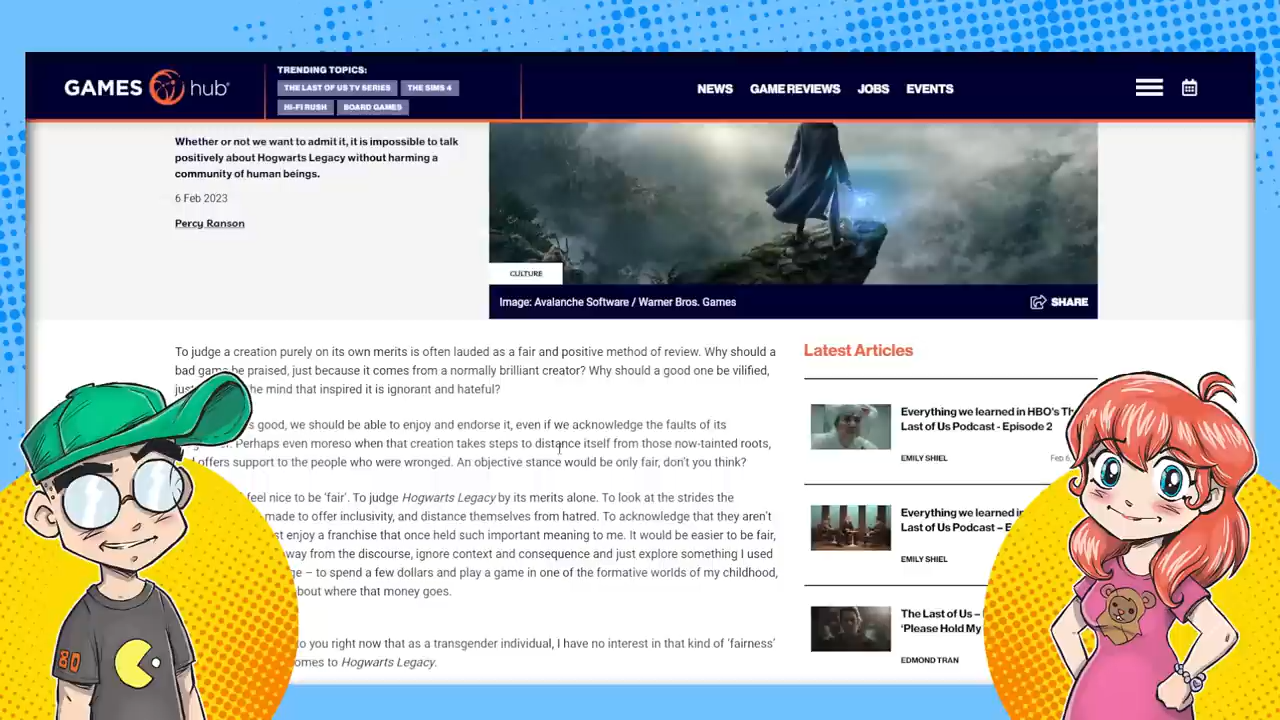 GAMES hub
TRENDING TOPICS:
THE LAST OF US TV SERIES
THE SIMS 4
HI-FI RUSH
BOARD GAMES
NEWS
GAME REVIEWS
JOBS
EVENTS
Whether or not we want to admit it, it is impossible to talk
positively about Hogwarts Legacy without harming a
community of human beings.
6 Feb 2023
Percy Ranson
CULTURE
Image: Avalanche Software / Warner Bros. Games
SHARE
To judge a creation purely on its own merits is often lauded as a fair and positive method of review. Why should a
bad game be praised, just because it comes from a normally brilliant creator? Why should a good one be vilified,
he mind that inspired it is ignorant and hateful?
s good, we should be able to enjoy and endorse it, even if we acknowledge the faults of its
Perhaps even moreso when that creation takes steps to distance itself from those now-tainted roots,
offers support to the people who were wronged. An objective stance would be only fair, don't you think?
feel nice to be 'fair'. To judge Hogwarts Legacy by its merits alone. To look at the strides the
made to offer inclusivity, and distance themselves from hatred. To acknowledge that they aren't
enjoy a franchise that once held such important meaning to me. It would be easier to be fair,
away from the discourse, ignore context and consequence and just explore something I used
– to spend a few dollars and play a game in one of the formative worlds of my childhood,
bout where that money goes.
to you right now that as a transgender individual, I have no interest in that kind of 'fairness'
omes to Hogwarts Legacy.
Latest Articles
Everything we learned in HBO's Th
Last of Us Podcast - Episode 2
EMILY SHIEL
Feb 6
Everything we learned in
Last of Us Podcast – E
EMILY SHIEL
The Last of Us –
'Please Hold My
EDMOND TRAN
80